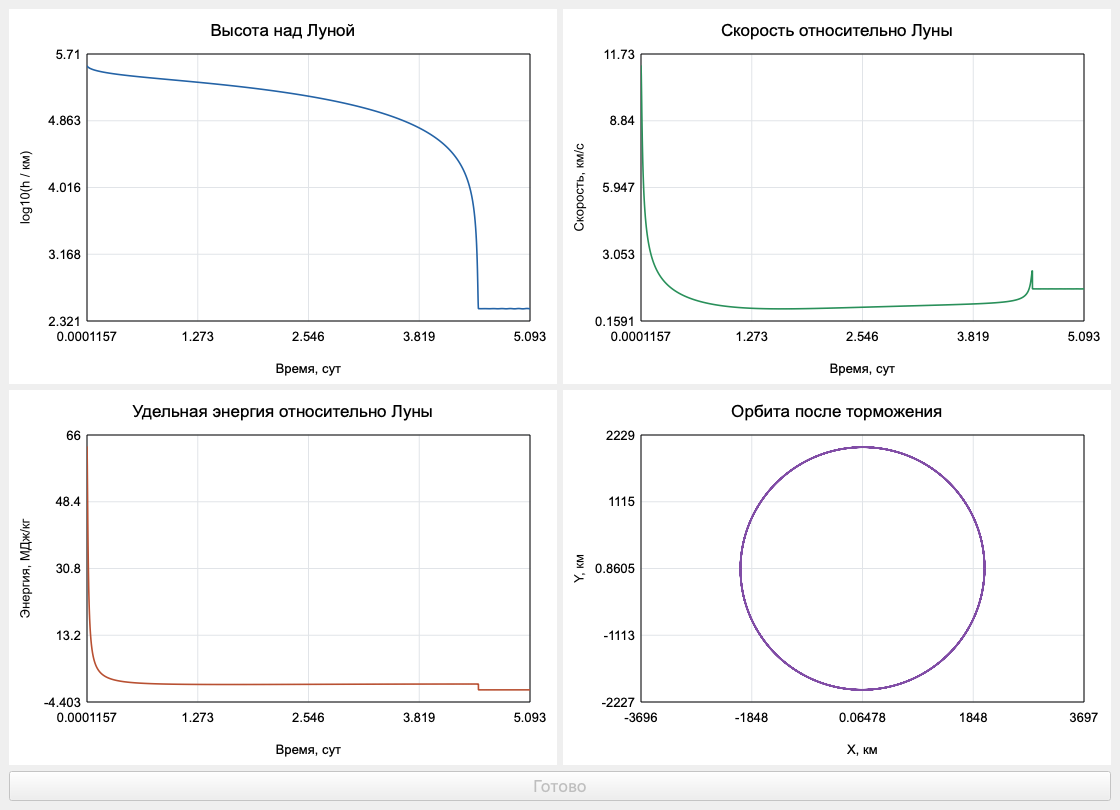 Высота над Луной
5.71
4.863
4.016
3.168
2.321
log10(h / км)
0.0001157 1.273 2.546 3.819 5.093
Время, сут
Скорость относительно Луны
11.73
8.84
5.947
3.053
0.1591
Скорость, км/с
0.0001157 1.273 2.546 3.819 5.093
Время, сут
Удельная энергия относительно Луны
66
48.4
30.8
13.2
-4.403
Энергия, МДж/кг
0.0001157 1.273 2.546 3.819 5.093
Время, сут
Орбита после торможения
2229
1115
0.8605
-1113
-2227
Y, км
-3696 -1848 0.06478 1848 3697
X, км
Готово